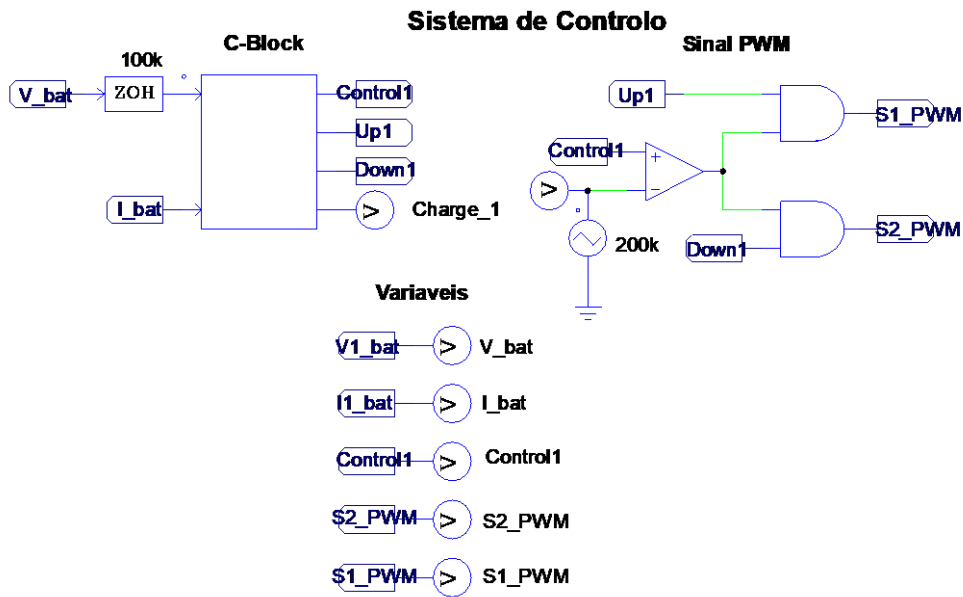 Sistema de Controlo
C-Block
Sinal PWM
100k
V_bat
ZOH
Control1
Up1
Down1
I_bat
V
Charge_1
Up1
S1_PWM
Control1
+
-
V
200k
Down1
S2_PWM
Variaveis
V1_bat
V
V_bat
I1_bat
V
I_bat
Control1
V
Control1
S2_PWM
V
S2_PWM
S1_PWM
V
S1_PWM